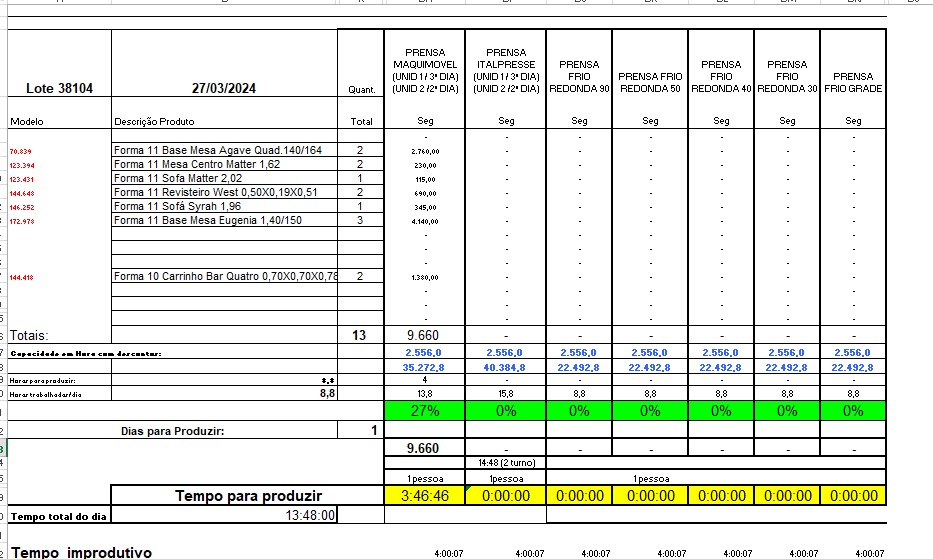 PRENSA MAQUIMOVEL (UNID 1 / 3ª DIA) (UNID 2 /2ª DIA) PRENSA ITALPRESSE (UNID 1 / 3ª DIA) (UNID 2 /2ª DIA) PRENSA FRIO REDONDA 90 PRENSA FRIO REDONDA 50 PRENSA FRIO REDONDA 40 PRENSA FRIO REDONDA 30 PRENSA FRIO GRADE
Lote 38104 27/03/2024 Quant.
Modelo Descrição Produto Total Seg Seg Seg Seg Seg Seg Seg
- - - - - - -
70.839 Forma 11 Base Mesa Agave Quad.140/164 2 2.760,00 - - - - - -
123.394 Forma 11 Mesa Centro Matter 1,62 2 230,00 - - - - - -
123.431 Forma 11 Sofa Matter 2,02 1 115,00 - - - - - -
144.648 Forma 11 Revisteiro West 0,50X0,19X0,51 2 690,00 - - - - - -
146.252 Forma 11 Sofá Syrah 1,96 1 345,00 - - - - - -
172.978 Forma 11 Base Mesa Eugenia 1,40/150 3 4.140,00 - - - - - -
- - - - - - -
- - - - - - -
- - - - - - -
144.418 Forma 10 Carrinho Bar Quatro 0,70X0,70X0,78 2 1.380,00 - - - - - -
- - - - - - -
- - - - - - -
- - - - - - -
Totais: 13 9.660 - - - - - -
Capacidade em Hora com descontos: 2.556,0 2.556,0 2.556,0 2.556,0 2.556,0 2.556,0 2.556,0
35.272,8 40.384,8 22.492,8 22.492,8 22.492,8 22.492,8 22.492,8
Horas para produzir: 8,8 4 - - - - - -
Horas trabalhadas/dia 8,8 13,8 15,8 8,8 8,8 8,8 8,8 8,8
27% 0% 0% 0% 0% 0% 0%
Dias para Produzir: 1
9.660 - - - - - -
14:48 (2 turno)
1pessoa 1pessoa 1pessoa
Tempo para produzir 3:46:46 0:00:00 0:00:00 0:00:00 0:00:00 0:00:00 0:00:00
Tempo total do dia 13:48:00
Tempo improdutivo 4:00:07 4:00:07 4:00:07 4:00:07 4:00:07 4:00:07 4:00:07